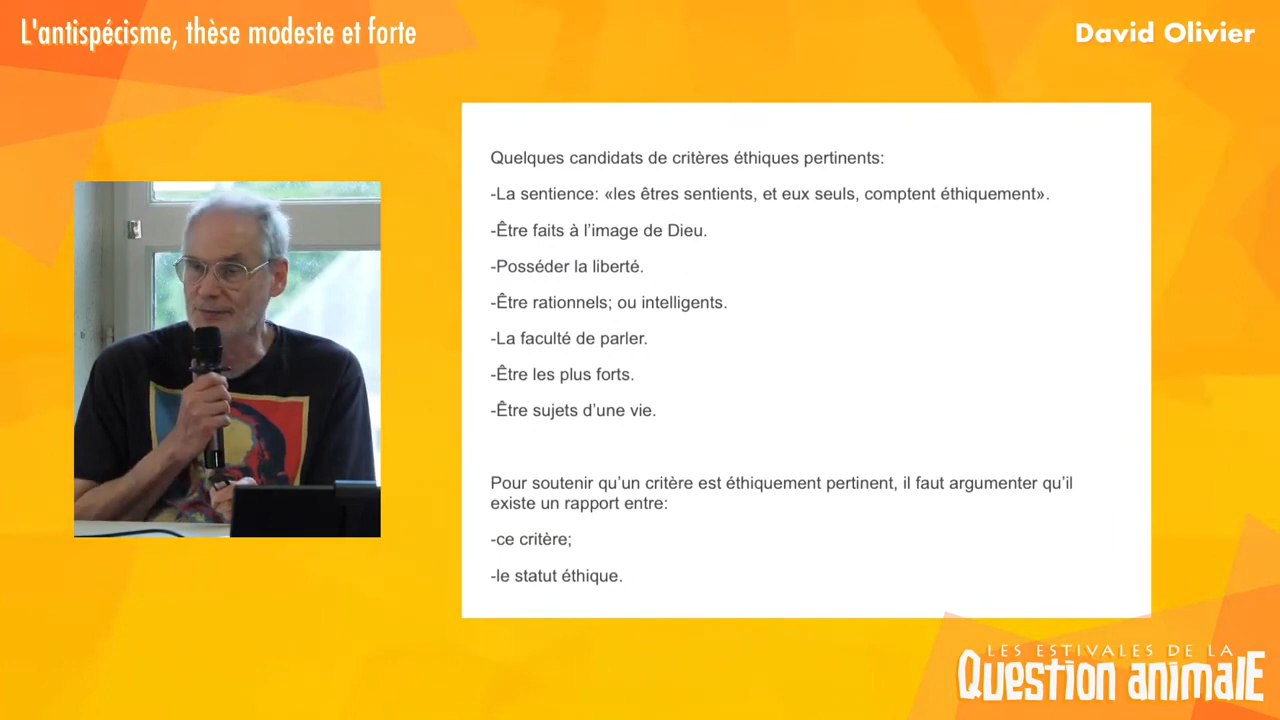 L'antispécisme, thèse modeste et forte
David Olivier
Quelques candidats de critères éthiques pertinents:
-La sentience: «les êtres sentients, et eux seuls, comptent éthiquement».
-Être faits à l’image de Dieu.
-Posséder la liberté.
-Être rationnels; ou intelligents.
-La faculté de parler.
-Être les plus forts.
-Être sujets d’une vie.
Pour soutenir qu’un critère est éthiquement pertinent, il faut argumenter qu’il
existe un rapport entre:
-ce critère;
-le statut éthique.
LES ESTIVALES DE LA
QUESTION ANIMALE